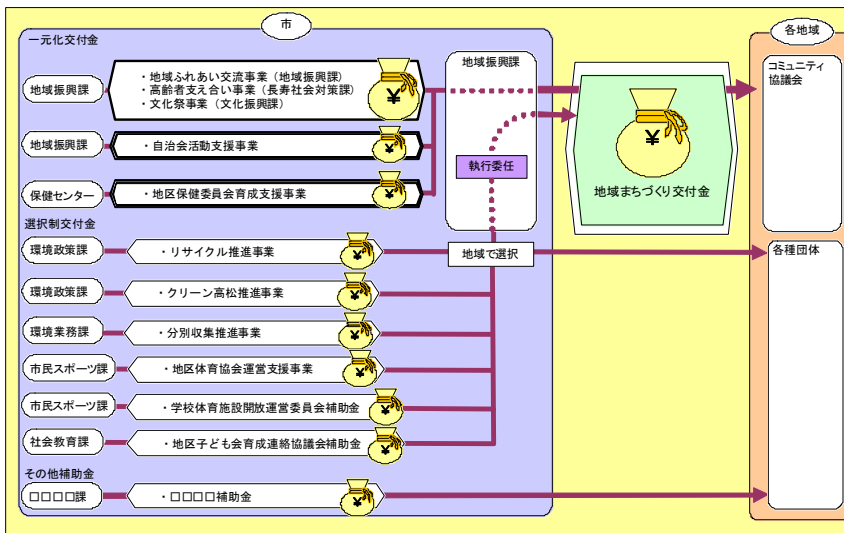 市
各地域
一元化交付金
地域振興課
・地域ふれあい交流事業（地域振興課）
・高齢者支え合い事業（長寿社会対策課）
・文化祭事業（文化振興課）
¥
地域振興課
・自治会活動支援事業
¥
保健センター
・地区保健委員会育成支援事業
¥
地域振興課
執行委任
¥
地域まちづくり交付金
コミュニティ
協議会
選択制交付金
環境政策課
・リサイクル推進事業
¥
地域で選択
各種団体
環境政策課
・クリーン高松推進事業
¥
環境業務課
・分別収集推進事業
¥
市民スポーツ課
・地区体育協会運営支援事業
¥
市民スポーツ課
・学校体育施設開放運営委員会補助金
¥
社会教育課
・地区子ども会育成連絡協議会補助金
¥
その他補助金
□□□□課
・□□□□補助金
¥